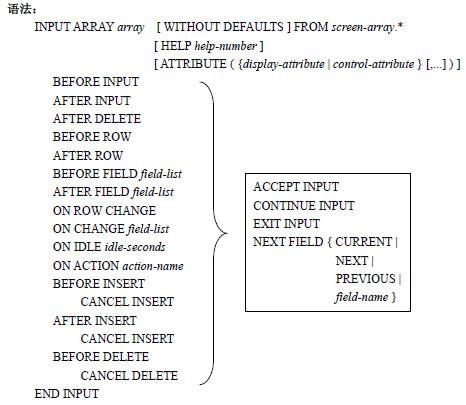 语法:
INPUT ARRAY array [ WITHOUT DEFAULTS ] FROM screen-array.*
[ HELP help-number ]
[ ATTRIBUTE ( {display-attribute | control-attribute } [,...] ) ]
BEFORE INPUT
AFTER INPUT
AFTER DELETE
BEFORE ROW
AFTER ROW
BEFORE FIELD field-list
AFTER FIELD field-list
ON ROW CHANGE
ON CHANGE field-list
ON IDLE idle-seconds
ON ACTION action-name
BEFORE INSERT
CANCEL INSERT
AFTER INSERT
CANCEL INSERT
BEFORE DELETE
CANCEL DELETE
END INPUT
ACCEPT INPUT
CONTINUE INPUT
EXIT INPUT
NEXT FIELD { CURRENT |
NEXT |
PREVIOUS |
field-name }